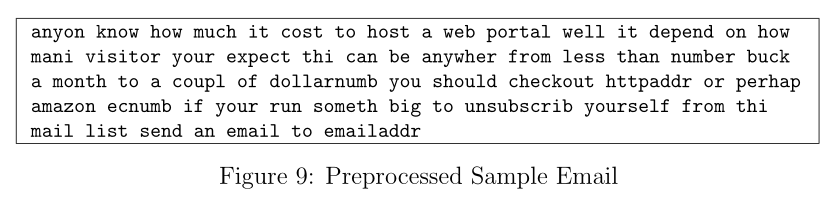 anyon know how much it cost to host a web portal well it depend on how
mani visitor your expect thi can be anywher from less than number buck
a month to a coupl of dollarnumb you should checkout httpaddr or perhap
amazon ecnumb if your run someth big to unsubscrib yourself from thi
mail list send an email to emailaddr
Figure 9: Preprocessed Sample Email